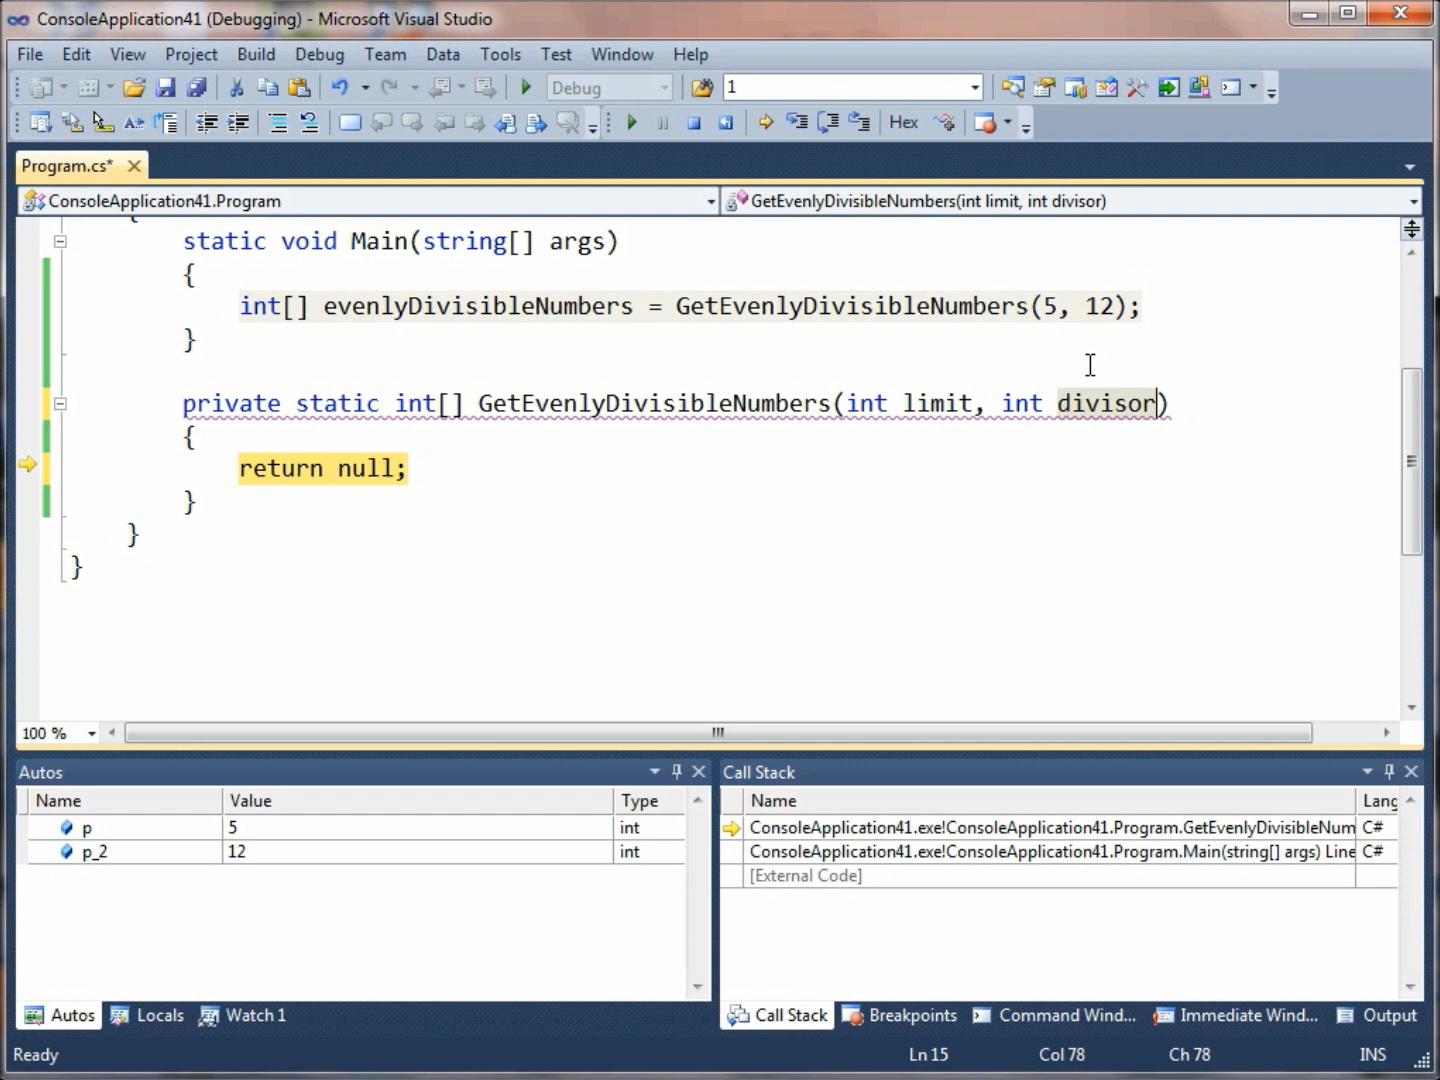 ConsoleApplication41 (Debugging) - Microsoft Visual Studio
File Edit View Project Build Debug Team Data Tools Test Window Help
Debug 1
Hex
Program.cs*
ConsoleApplication41.Program GetEvenlyDivisibleNumbers(int limit, int divisor)
{
static void Main(string[] args)
{
int[] evenlyDivisibleNumbers = GetEvenlyDivisibleNumbers(5, 12);
}
private static int[] GetEvenlyDivisibleNumbers(int limit, int divisor)
{
return null;
}
}
}
100 %
Autos
Name Value Type
p 5 int
p_2 12 int
Autos Locals Watch 1
Call Stack
Name Lang
ConsoleApplication41.exe!ConsoleApplication41.Program.GetEvenlyDivisibleNum C#
ConsoleApplication41.exe!ConsoleApplication41.Program.Main(string[] args) Line C#
[External Code]
Call Stack Breakpoints Command Wind... Immediate Wind... Output
Ready Ln 15 Col 78 Ch 78 INS